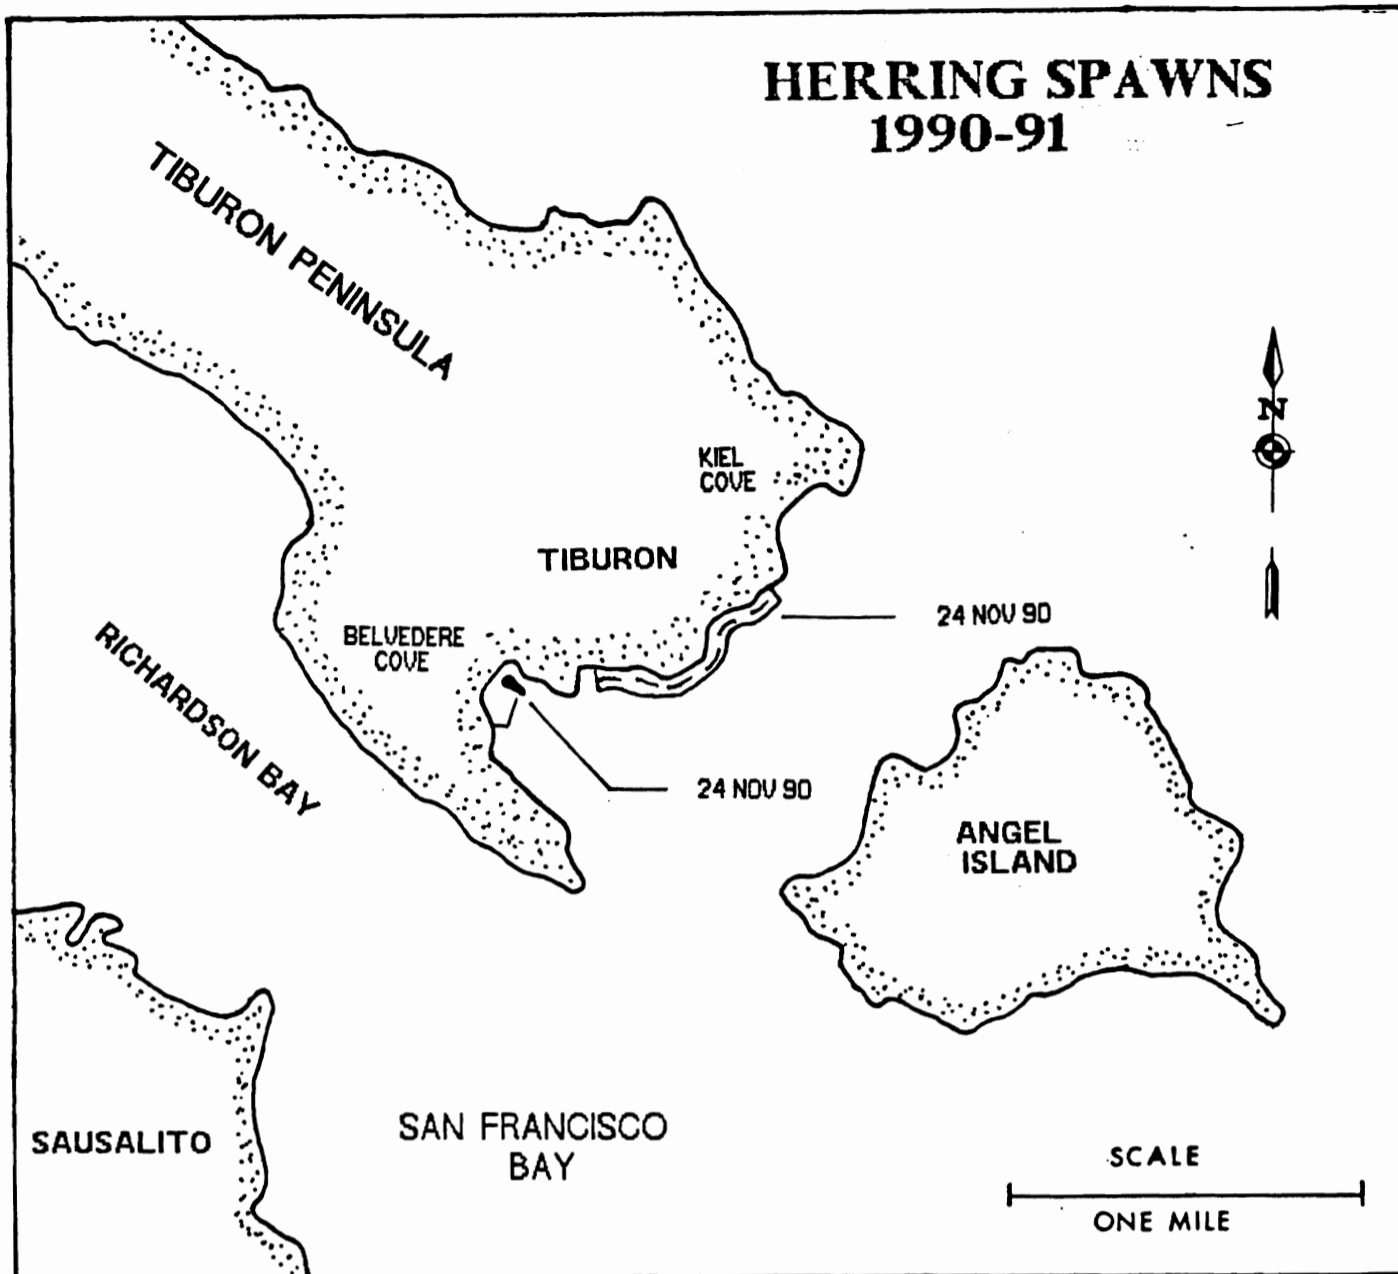 HERRING SPAWNS
1990-91
TIBURON PENINSULA
N
KIEL
COVE
TIBURON
24 NOV 90
BELVEDERE
COVE
RICHARDSON BAY
24 NOV 90
ANGEL
ISLAND
SAUSALITO
SAN FRANCISCO
BAY
SCALE
ONE MILE